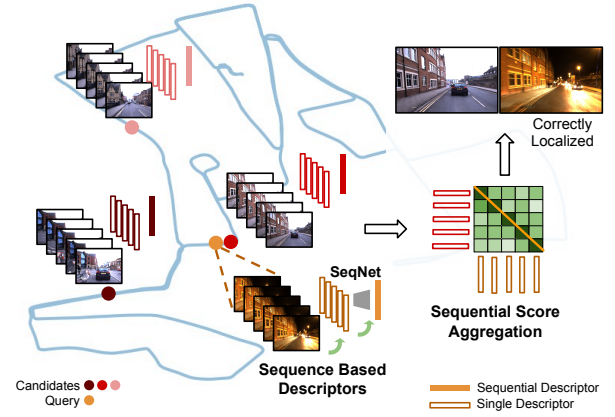 Correctly
Localized
SeqNet
Sequence Based
Descriptors
Sequential Score
Aggregation
Candidates
Query
Sequential Descriptor
Single Descriptor